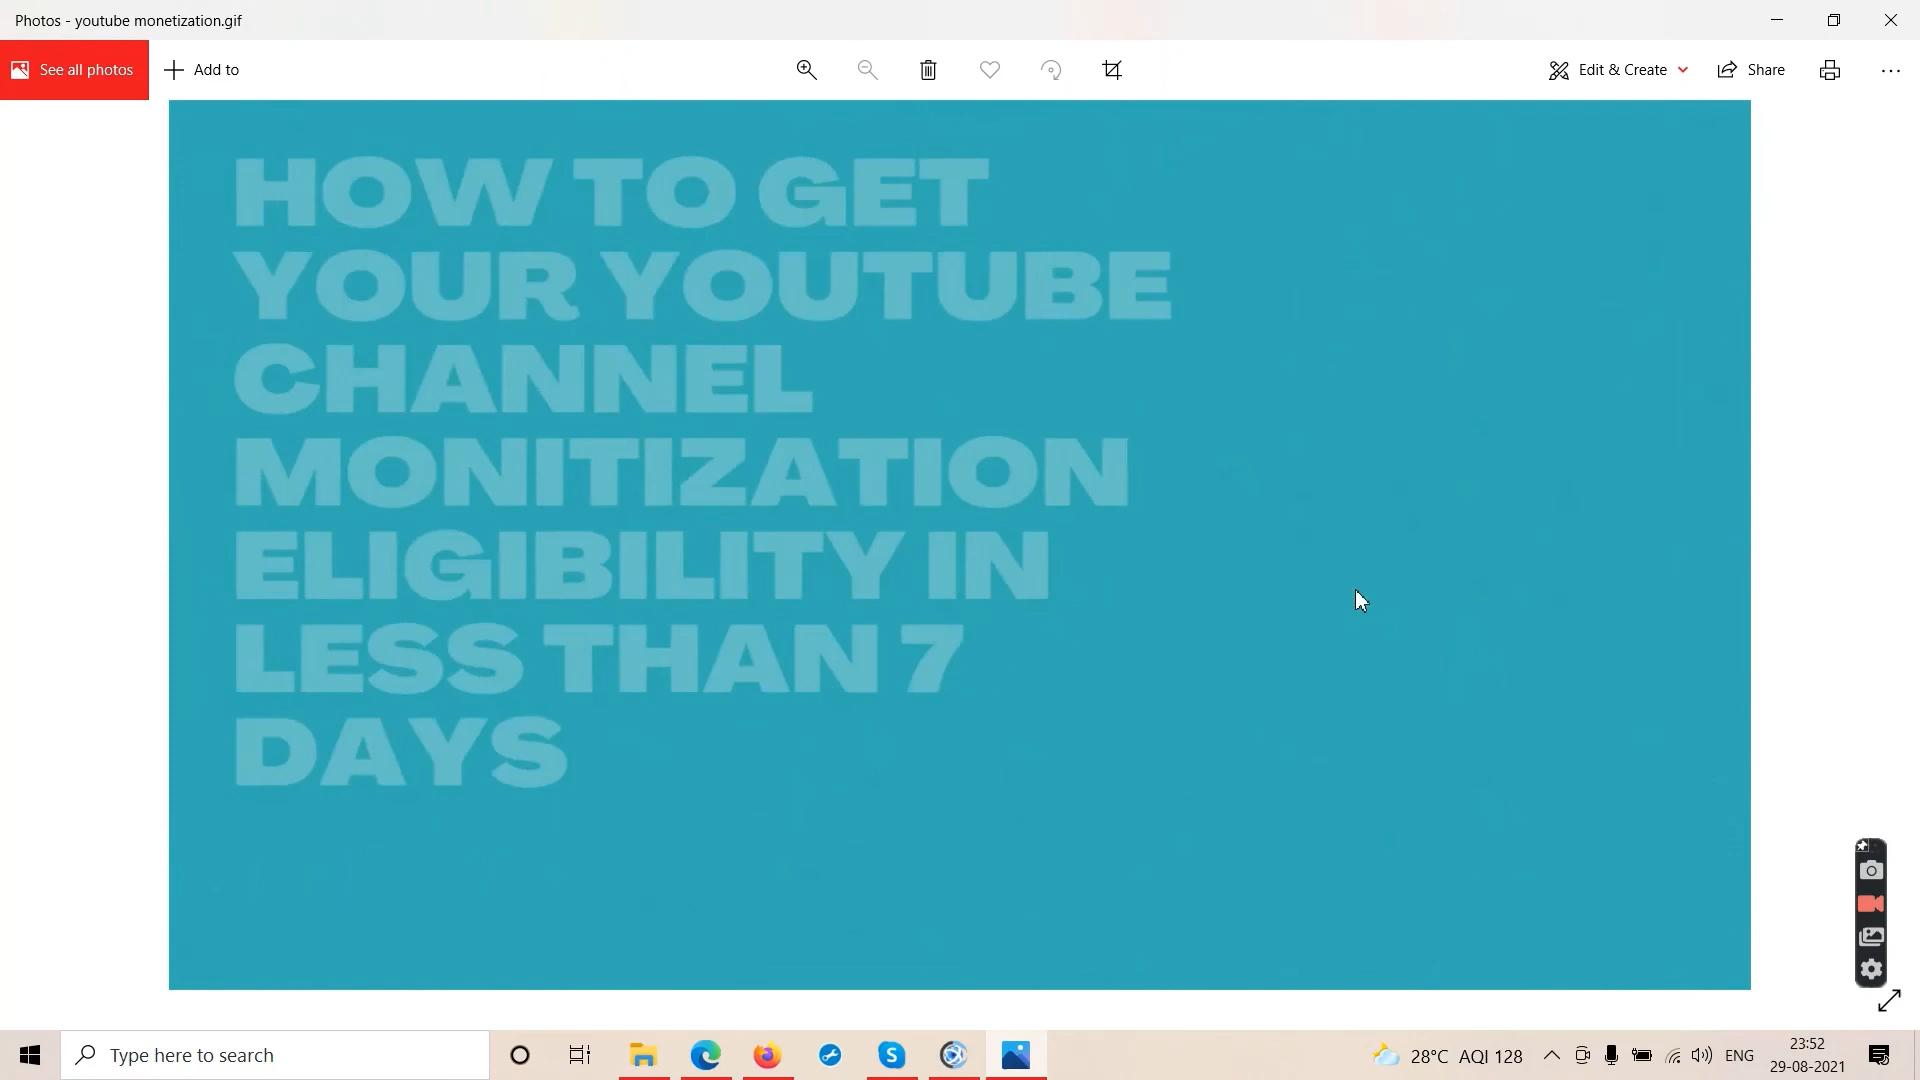 Photos - youtube monetization.gif
See all photos
Add to
Edit & Create
Share
HOW TO GET
YOUR YOUTUBE
CHANNEL
MONITIZATION
ELIGIBILITY IN
LESS THAN 7
DAYS
Type here to search
28°C AQI 128
ENG
23:52
29-08-2021